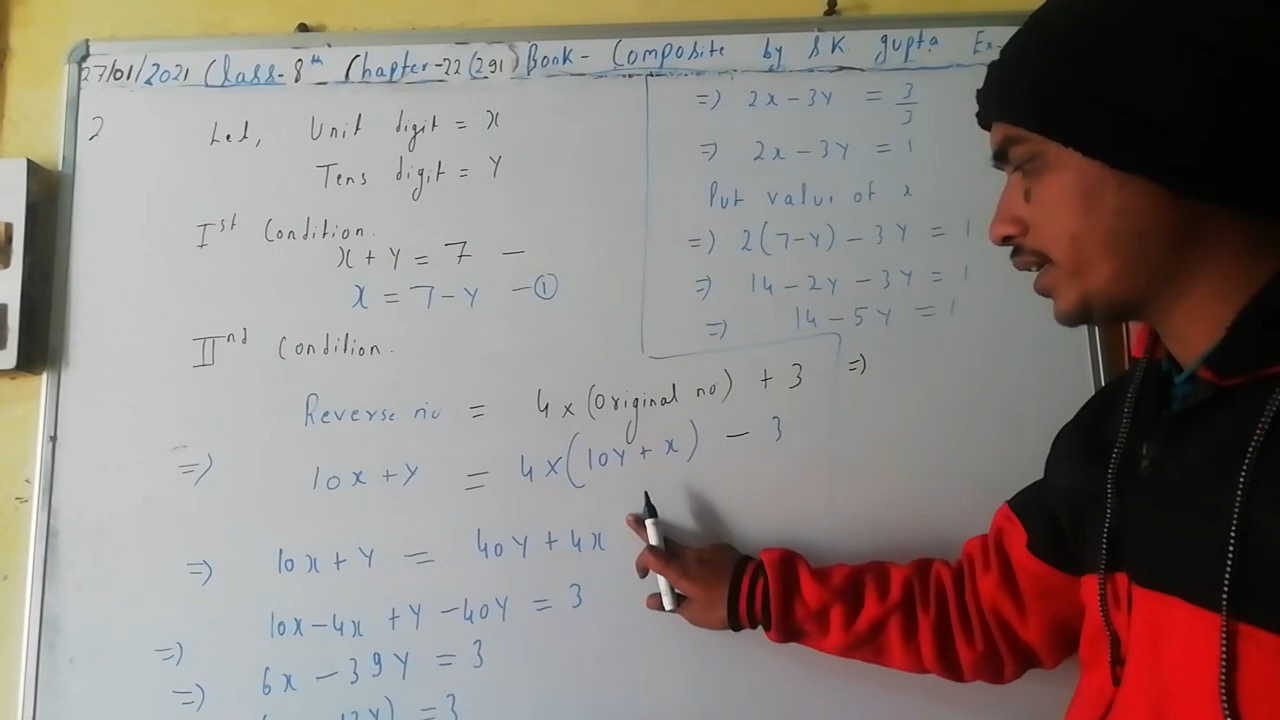 27/01/2021 Class-8th Chapter-22 (291) Book- Composite by S K. gupta Ex-
2.
Let, Unit digit = x
Tens digit = Y
Ist Condition.
x + Y = 7 —
x = 7 - Y — ①
IInd Condition.
Reverse no = 4 × (Original no) + 3 =>
=> 10x + Y = 4 × (10Y + x) - 3
=> 10x + Y = 40Y + 4x
10x - 4x + Y - 40Y = 3
=>
=> 6x - 39Y = 3
) = 3
=> 2x - 3Y = 3/3
=> 2x - 3Y = 1
Put value of x
=> 2(7-Y) - 3Y = 1
=> 14 - 2Y - 3Y = 1
=> 14 - 5Y = 1